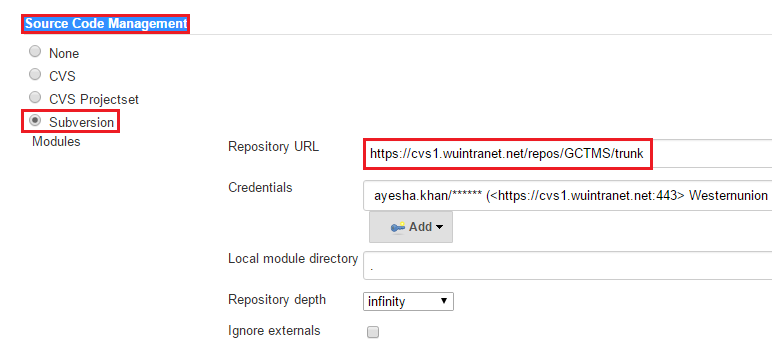 Source Code Management
None
CVS
CVS Projectset
Subversion
Modules
Repository URL https://cvs1.wuintranet.net/repos/GCTMS/trunk
Credentials ayesha.khan/****** (<https://cvs1.wuintranet.net:443> Westernunion
Add
Local module directory .
Repository depth infinity
Ignore externals